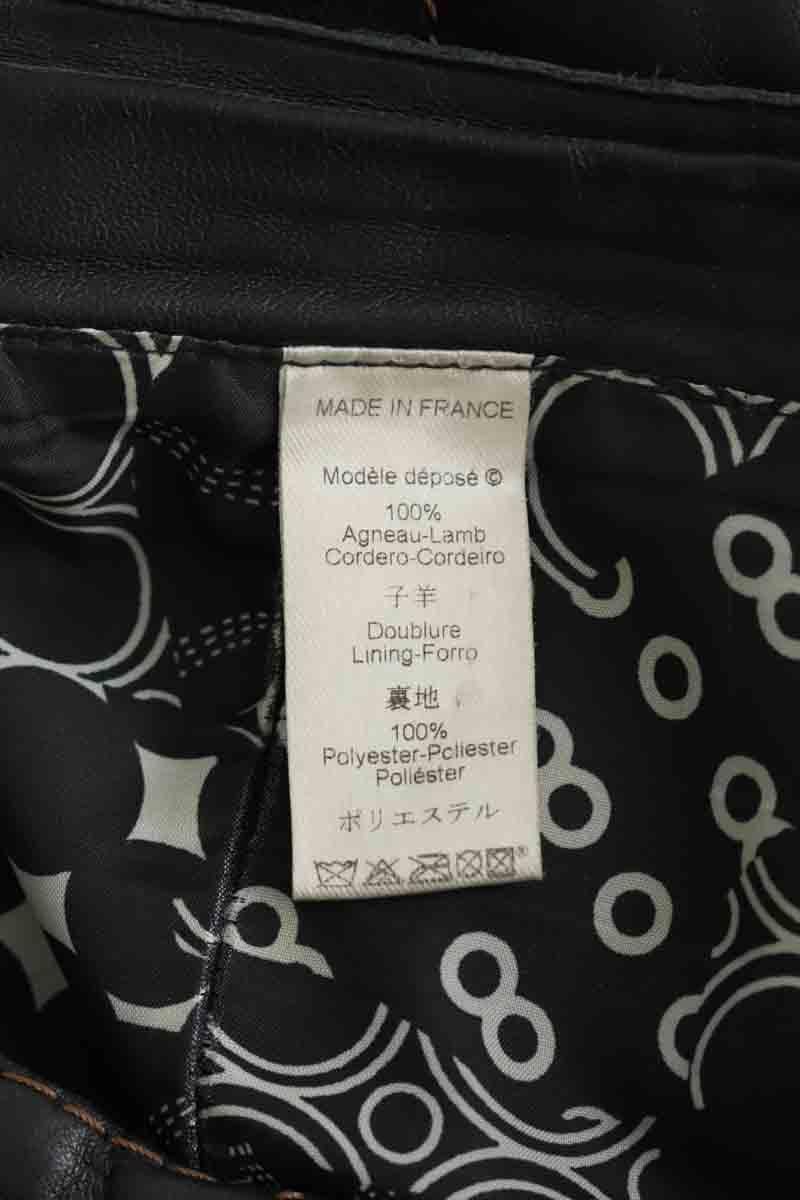 MADE IN FRANCE
Modèle déposé ©
100%
Agneau-Lamb
Cordero-Cordeiro
子羊
Doublure
Lining-Forro
裏地
100%
Polyester-Poliester
Poliéster
ポリエステル